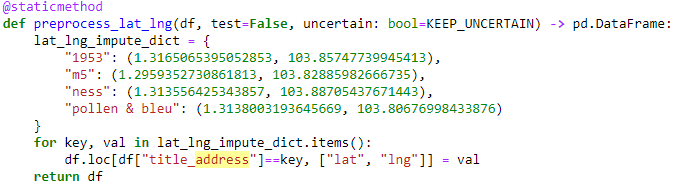 @staticmethod
def preprocess_lat_lng(df, test=False, uncertain: bool=KEEP_UNCERTAIN) -> pd.DataFrame:
    lat_lng_impute_dict = {
        "1953": (1.3165065395052853, 103.85747739945413),
        "m5": (1.2959352730861813, 103.82885982666735),
        "ness": (1.313556425343857, 103.88705437671443),
        "pollen & bleu": (1.3138003193645669, 103.80676998433876)
    }
    for key, val in lat_lng_impute_dict.items():
        df.loc[df["title_address"]==key, ["lat", "lng"]] = val
    return df